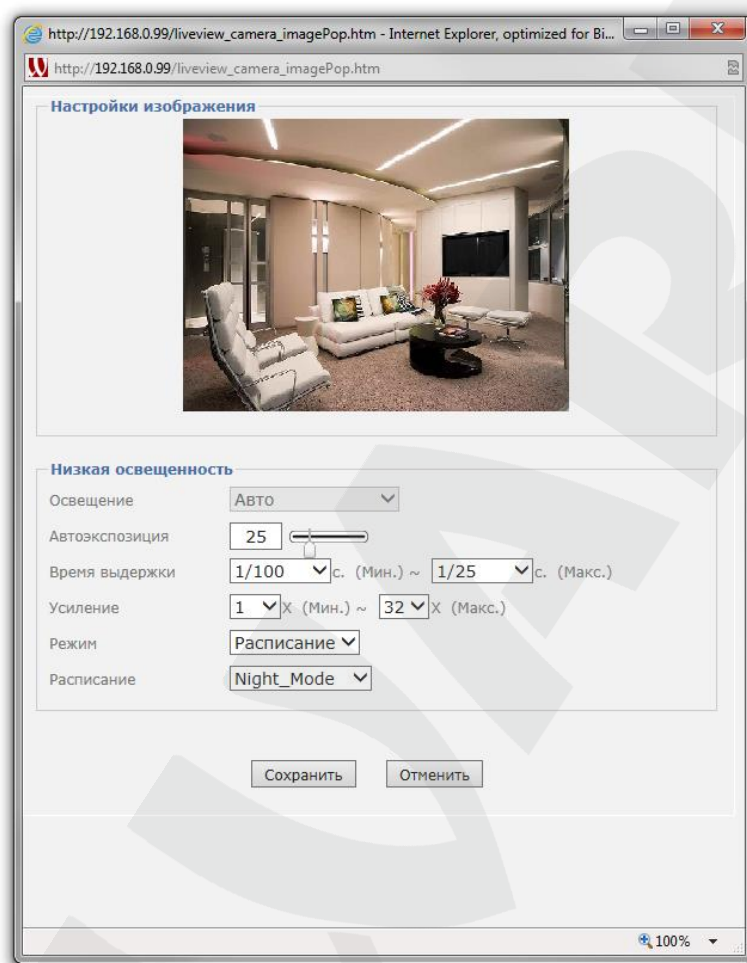 http://192.168.0.99/liveview_camera_imagePop.htm - Internet Explorer, optimized for Bi...
http://192.168.0.99/liveview_camera_imagePop.htm
Настройки изображения
Низкая освещенность
Освещение Авто
Автоэкспозиция 25
Время выдержки 1/100 с. (Мин.) ~ 1/25 с. (Макс.)
Усиление 1 X (Мин.) ~ 32 X (Макс.)
Режим Расписание
Расписание Night_Mode
Сохранить Отменить
100%